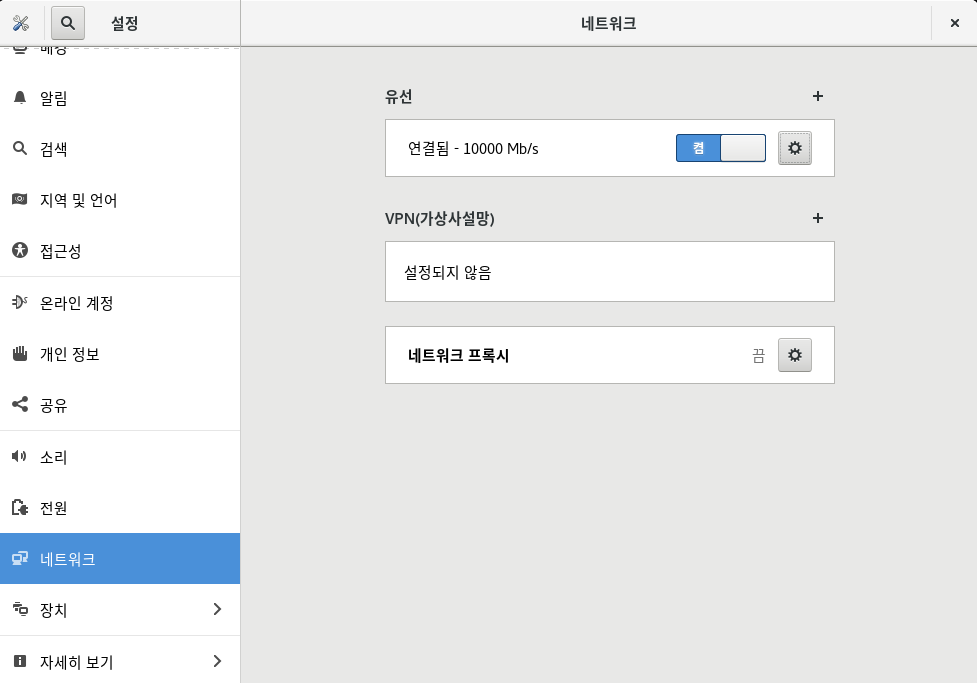 설정
네트워크
배경
알림
검색
지역 및 언어
접근성
온라인 계정
개인 정보
공유
소리
전원
네트워크
장치
자세히 보기
유선
연결됨 - 10000 Mb/s
켬
VPN(가상사설망)
설정되지 않음
네트워크 프록시
끔